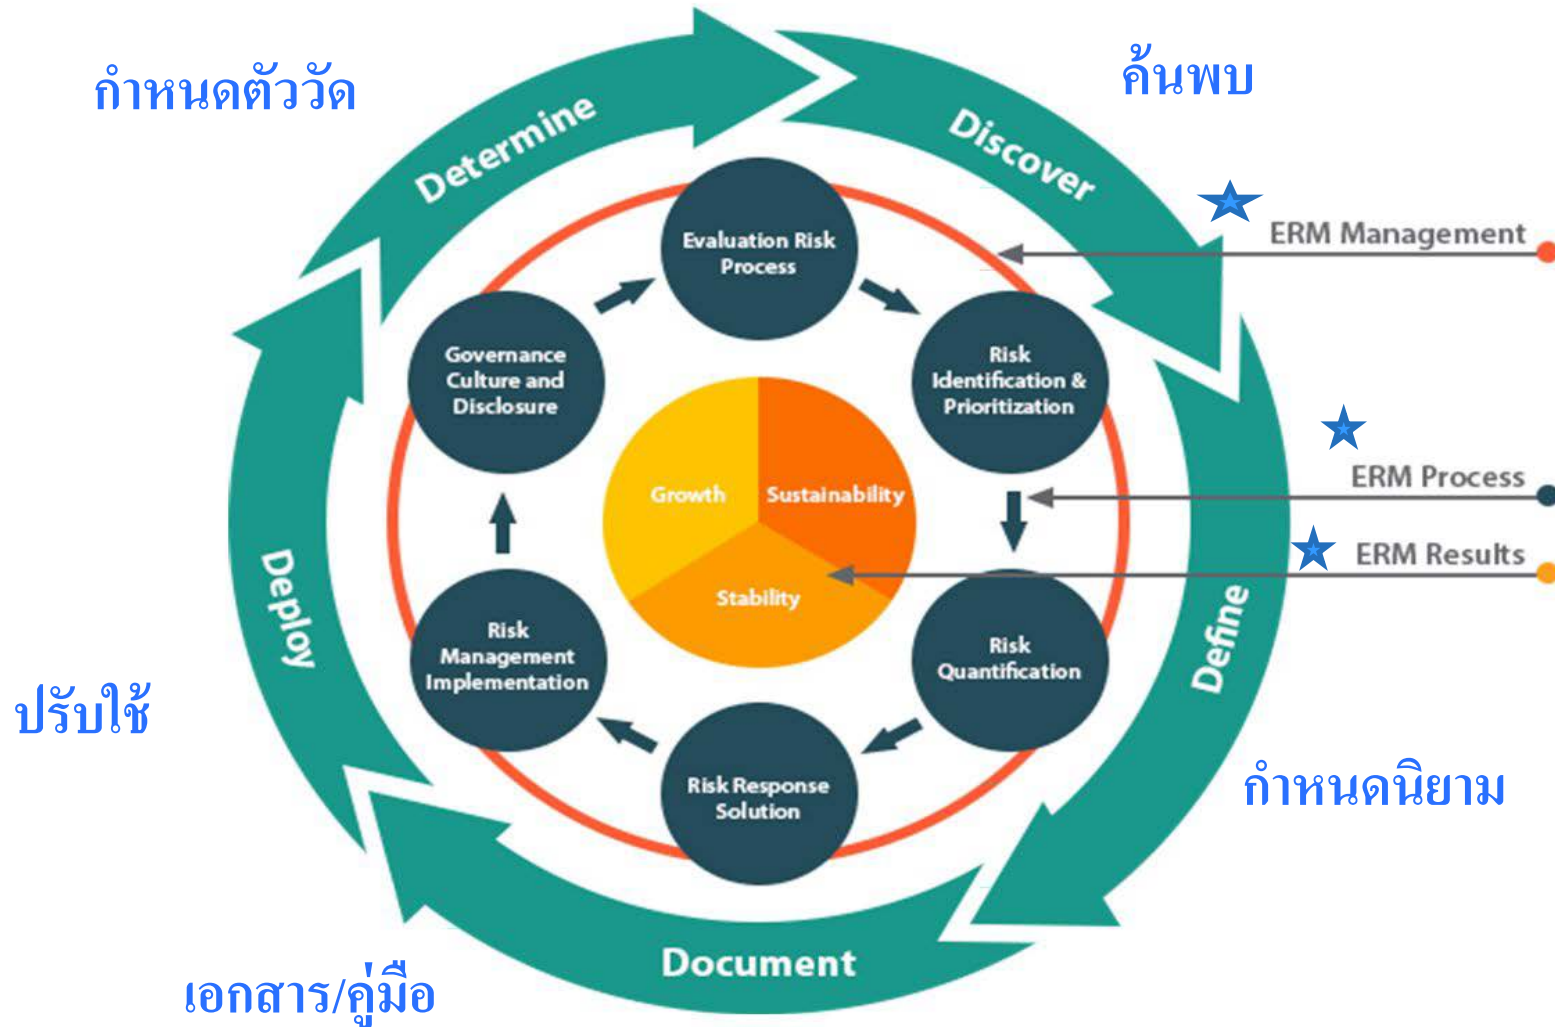 กำหนดตัววัด
ค้นพบ
Determine
Discover
ERM Management
Evaluation Risk
Process
Governance
Culture and
Disclosure
Risk
Identification &
Prioritization
Growth
Sustainability
Stability
ERM Process
ERM Results
Deploy
Define
Risk
Management
Implementation
Risk
Quantification
Risk Response
Solution
ปรับใช้
กำหนดนิยาม
Document
เอกสาร/คู่มือ